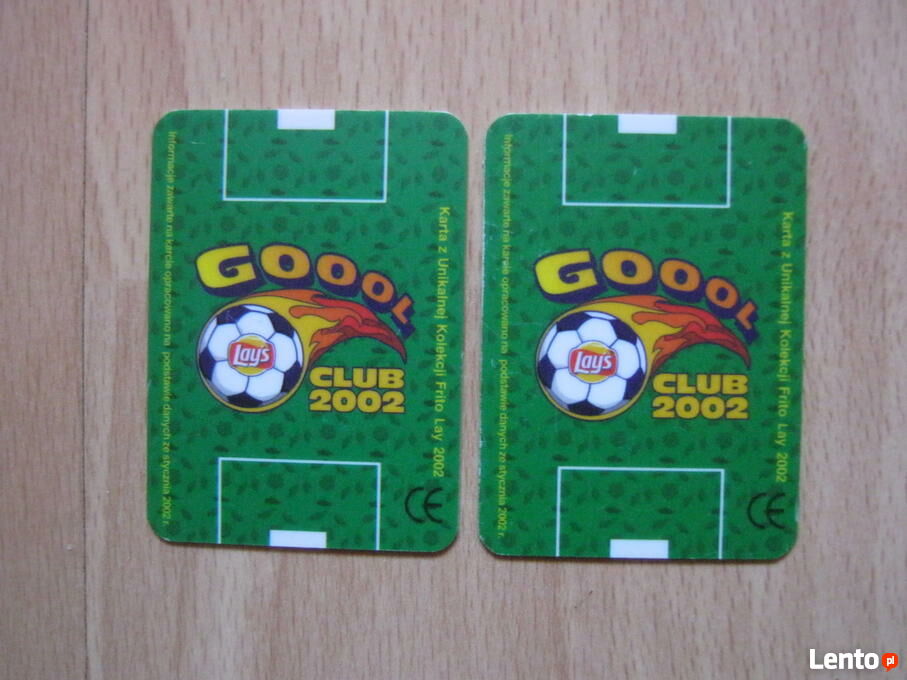 Informacje zawarte na karcie opracowano na podstawie danych ze stycznia 2002 r.
GOOOL
Lay's
CLUB
2002
Karta z Unikalnej Kolekcji Frito Lay 2002
CE
Informacje zawarte na karcie opracowano na podstawie danych ze stycznia 2002 r.
GOOOL
Lay's
CLUB
2002
Karta z Unikalnej Kolekcji Frito Lay 2002
CE
Lento.pl